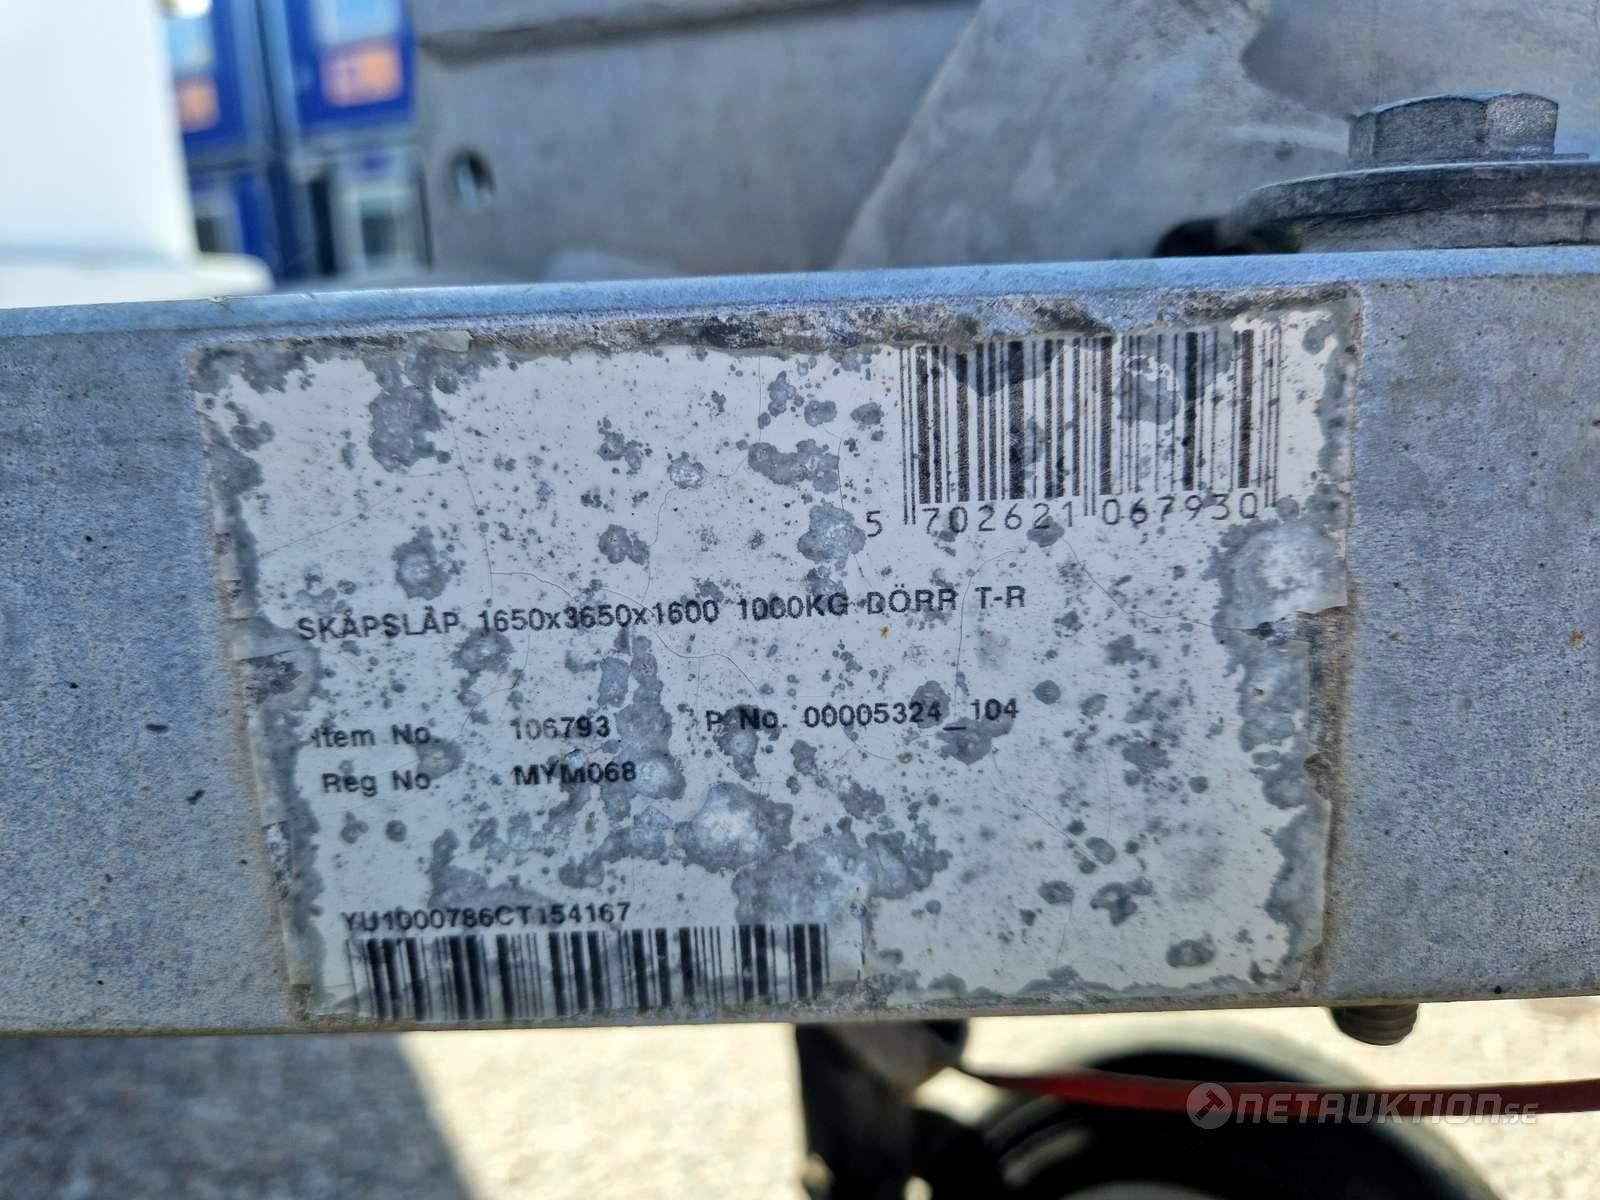 5 702621 067930
SKÅPSLÄP 1650x3650x1600 1000KG DÖRR T-R
Item No. 106793 P No. 00005324_104
Reg No. MYM068
YU1000786CT154167
NETAUKTION.SE